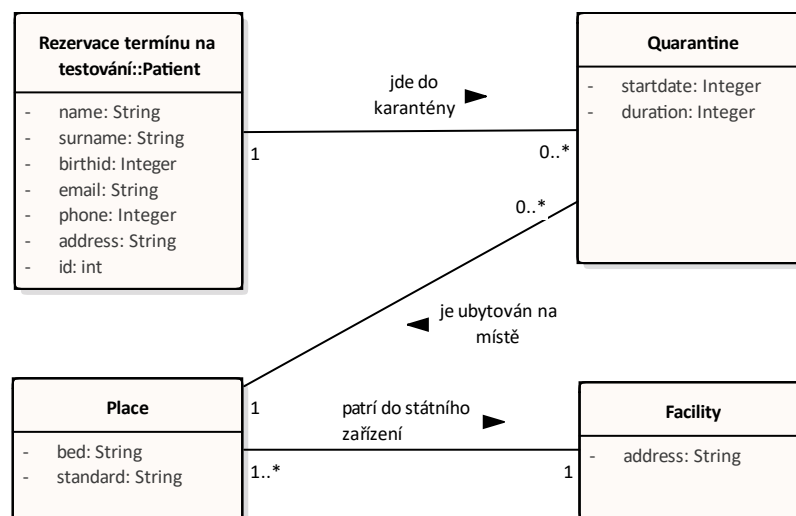 Rezervace termínu na
testování::Patient
- name: String
- surname: String
- birthid: Integer
- email: String
- phone: Integer
- address: String
- id: int
jde do
karantény
1
0..*
Quarantine
- startdate: Integer
- duration: Integer
0..*
je ubytován na
místě
1
Place
- bed: String
- standard: String
patrí do státního
zařízení
1..*
1
Facility
- address: String